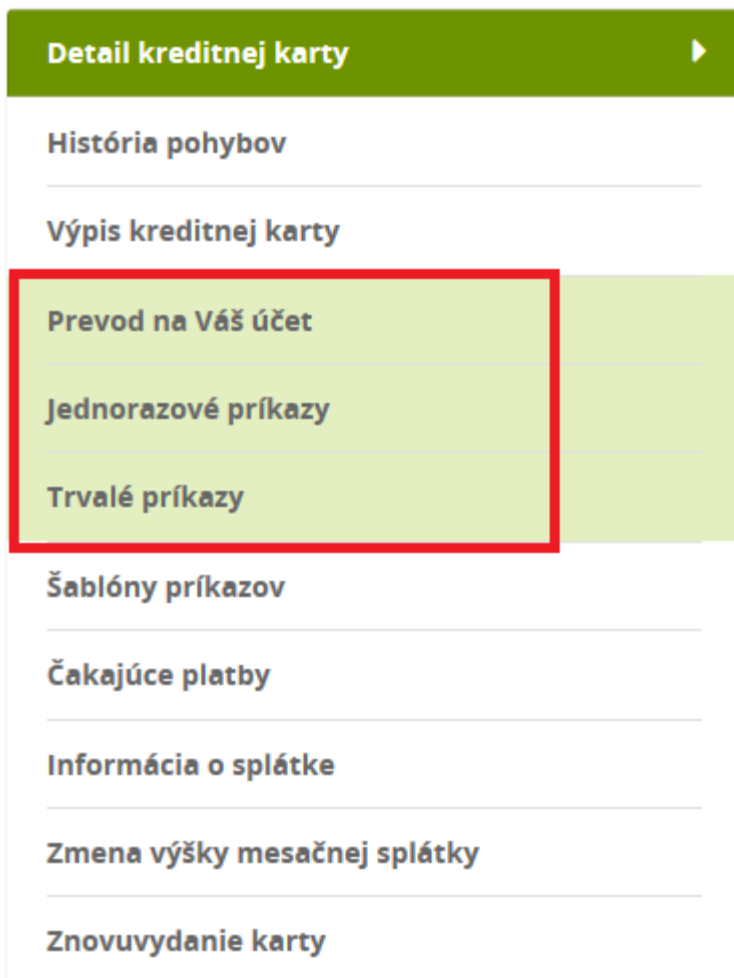 Detail kreditnej karty
História pohybov
Výpis kreditnej karty
Prevod na Váš účet
Jednorazové príkazy
Trvalé príkazy
Šablóny príkazov
Čakajúce platby
Informácia o splátke
Zmena výšky mesačnej splátky
Znovuvydanie karty